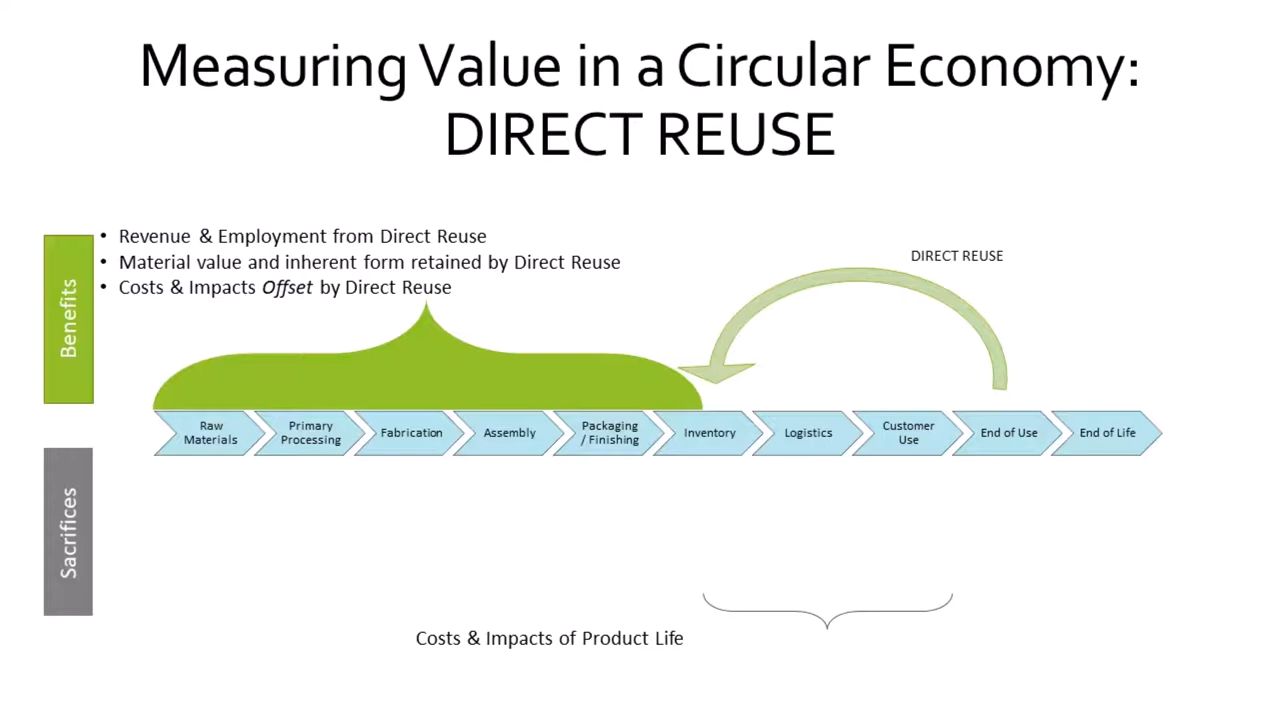 Measuring Value in a Circular Economy:
DIRECT REUSE
Benefits
• Revenue & Employment from Direct Reuse
• Material value and inherent form retained by Direct Reuse
• Costs & Impacts Offset by Direct Reuse
DIRECT REUSE
Raw
Materials
Primary
Processing
Fabrication
Assembly
Packaging
/ Finishing
Inventory
Logistics
Customer
Use
End of Use
End of Life
Sacrifices
Costs & Impacts of Product Life